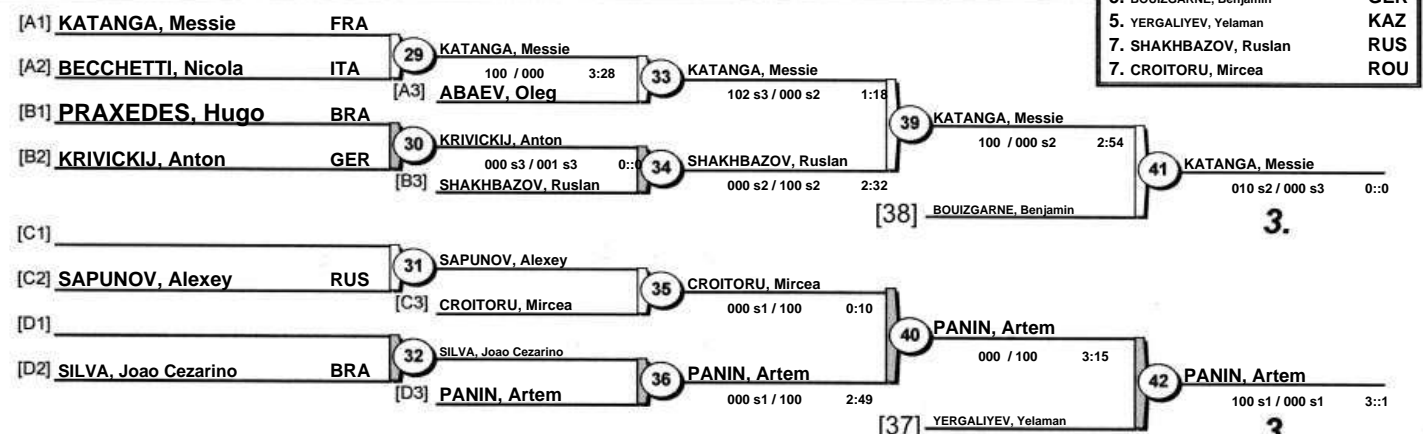 5. BOUIZGARNE, Benjamin GER
5. YERGALIYEV, Yelaman KAZ
7. SHAKHBAZOV, Ruslan RUS
7. CROITORU, Mircea ROU
[A1] KATANGA, Messie FRA
29 KATANGA, Messie
100 / 000 3:28
[A2] BECCHETTI, Nicola ITA
[A3] ABAEV, Oleg
33 KATANGA, Messie
102 s3 / 000 s2 1:18
[B1] PRAXEDES, Hugo BRA
30 KRIVICKIJ, Anton
000 s3 / 001 s3 0::0
[B2] KRIVICKIJ, Anton GER
[B3] SHAKHBAZOV, Ruslan
34 SHAKHBAZOV, Ruslan
000 s2 / 100 s2 2:32
39 KATANGA, Messie
100 / 000 s2 2:54
[38] BOUIZGARNE, Benjamin
41 KATANGA, Messie
010 s2 / 000 s3 0::0
3.
[C1]
31 SAPUNOV, Alexey
[C2] SAPUNOV, Alexey RUS
[C3] CROITORU, Mircea
35 CROITORU, Mircea
000 s1 / 100 0:10
[D1]
32 SILVA, Joao Cezarino
[D2] SILVA, Joao Cezarino BRA
[D3] PANIN, Artem
36 PANIN, Artem
000 s1 / 100 2:49
40 PANIN, Artem
000 / 100 3:15
[37] YERGALIYEV, Yelaman
42 PANIN, Artem
100 s1 / 000 s1 3::1
3.